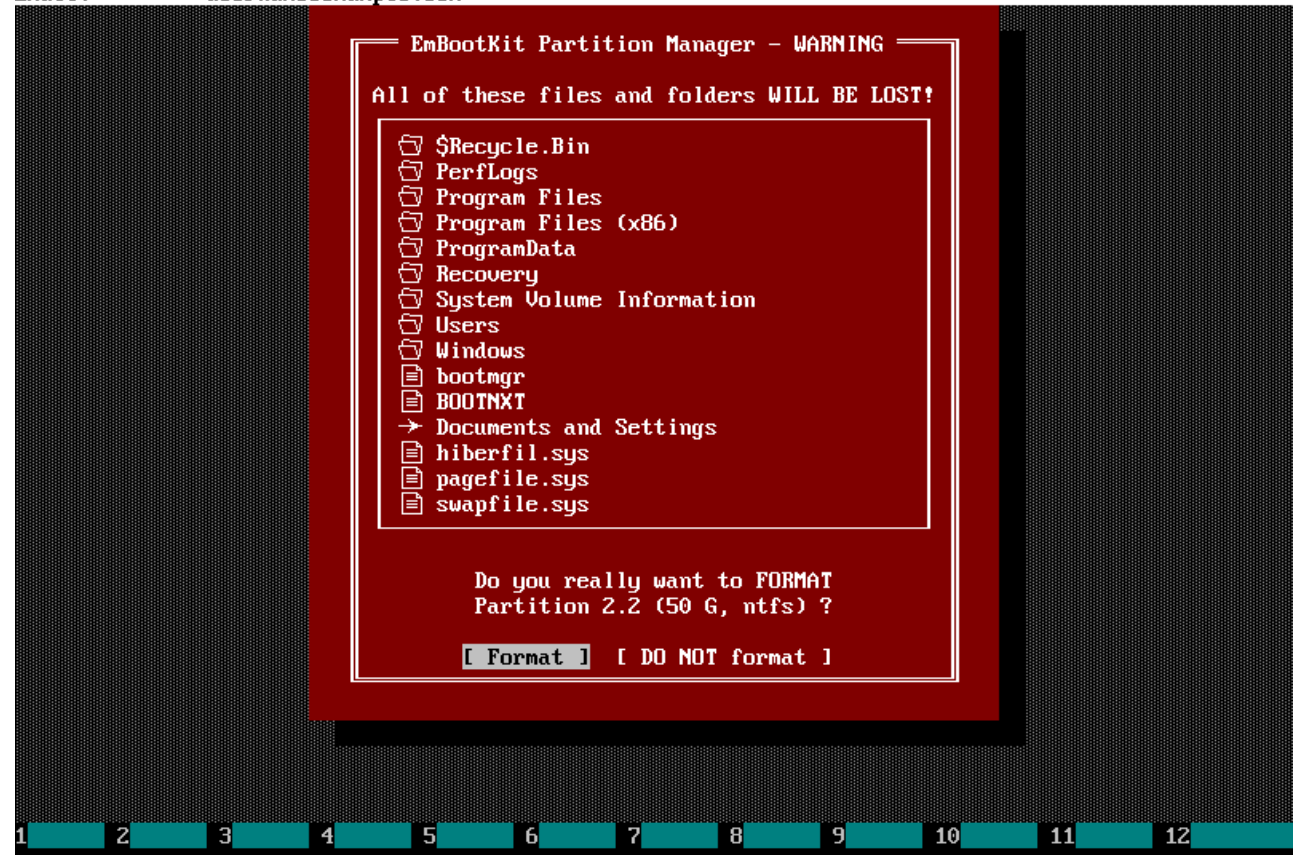 EmBootKit Partition Manager - WARNING
All of these files and folders WILL BE LOST!
$Recycle.Bin
PerfLogs
Program Files
Program Files (x86)
ProgramData
Recovery
System Volume Information
Users
Windows
bootmgr
BOOTNXT
Documents and Settings
hiberfil.sys
pagefile.sys
swapfile.sys
Do you really want to FORMAT
Partition 2.2 (50 G, ntfs) ?
[ Format ] [ DO NOT format ]
1 2 3 4 5 6 7 8 9 10 11 12